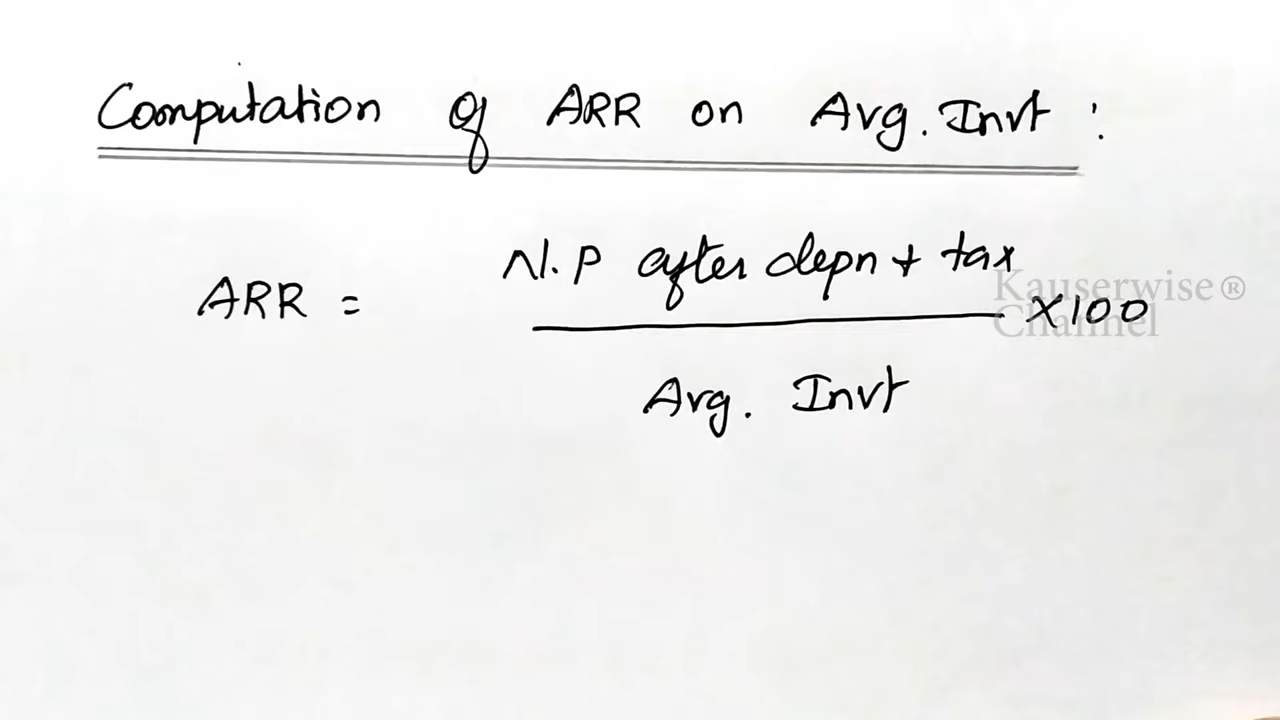 Computation of ARR on Avg. Invt :
N.P after depn + tax
ARR = ——— X100
Avg. Invt
Kauserwise®
Channel